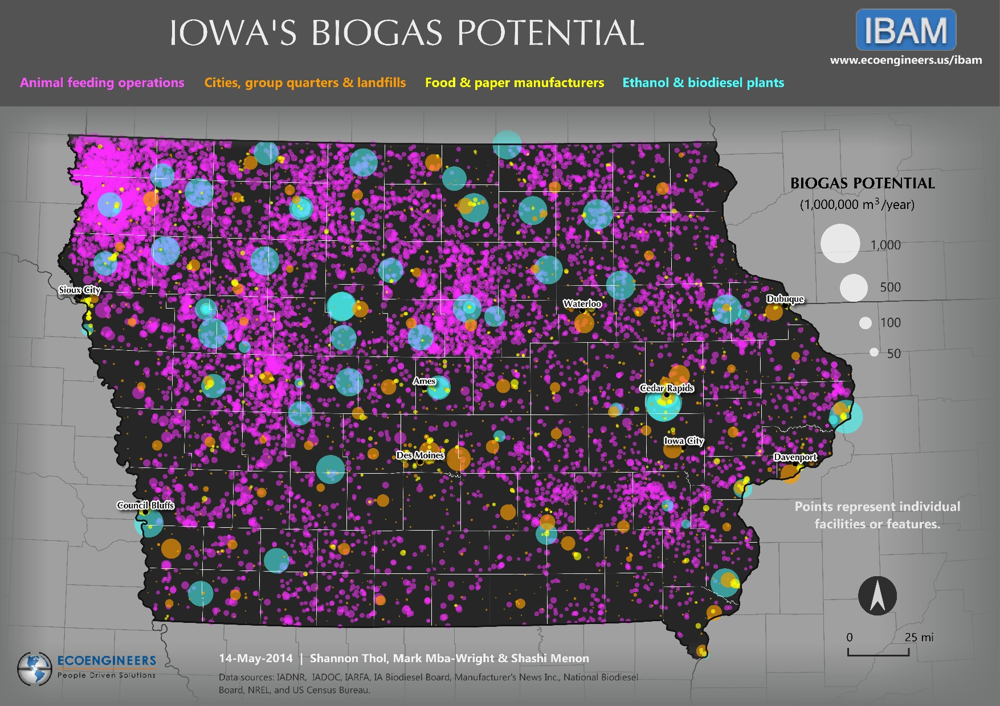 IOWA'S BIOGAS POTENTIAL
IBAM
www.ecoengineers.us/ibam
Animal feeding operations
Cities, group quarters & landfills
Food & paper manufacturers
Ethanol & biodiesel plants
BIOGAS POTENTIAL
(1,000,000 m³/year)
1,000
500
100
50
Sioux City
Waterloo
Dubuque
Ames
Cedar Rapids
Iowa City
Des Moines
Davenport
Council Bluffs
Points represent individual
facilities or features.
0 25 mi
ECOENGINEERS
People Driven Solutions
14-May-2014 | Shannon Thol, Mark Mba-Wright & Shashi Menon
Data sources: IADNR, IADOC, IARFA, IA Biodiesel Board, Manufacturer's News Inc., National Biodiesel
Board, NREL, and US Census Bureau.